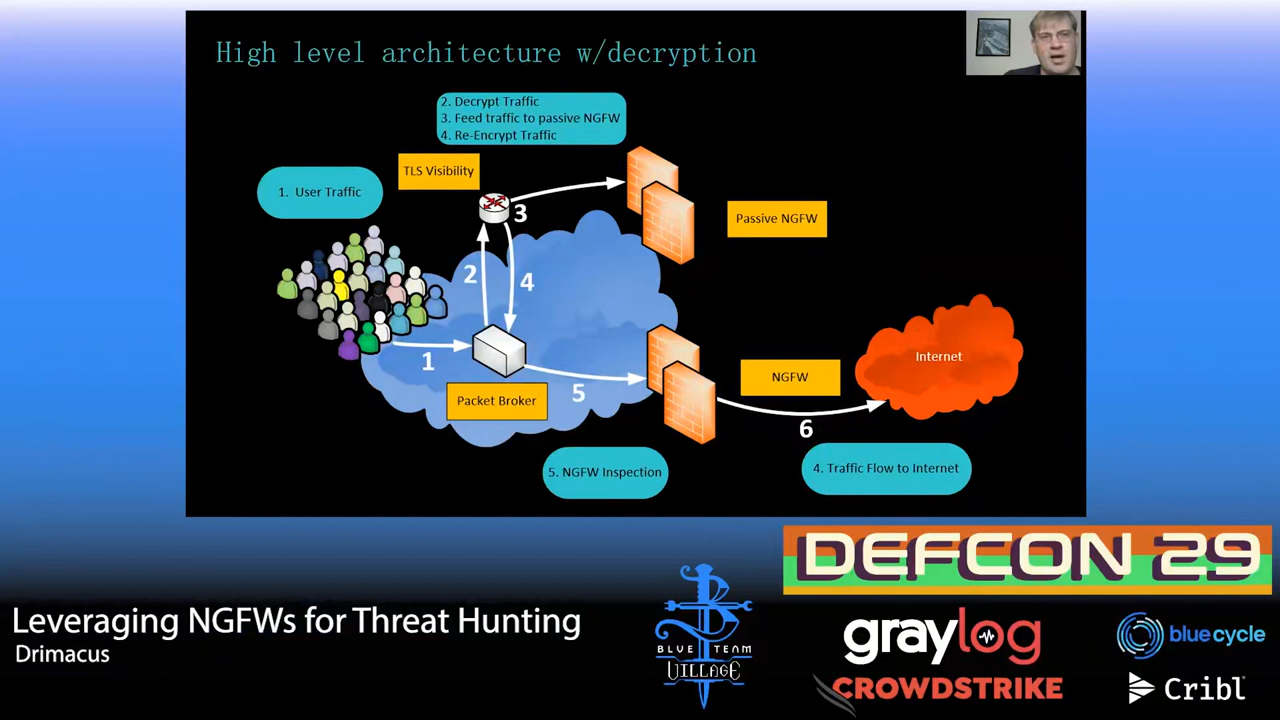 High level architecture w/decryption
2. Decrypt Traffic
3. Feed traffic to passive NGFW
4. Re-Encrypt Traffic
TLS Visibility
1. User Traffic
3
Passive NGFW
2
4
Internet
1
NGFW
5
Packet Broker
6
5. NGFW Inspection
4. Traffic Flow to Internet
DEFCON 29
Leveraging NGFWs for Threat Hunting
Drimacus
BLUE TEAM
VILLAGE
graylog
blue cycle
CROWDSTRIKE
Cribl